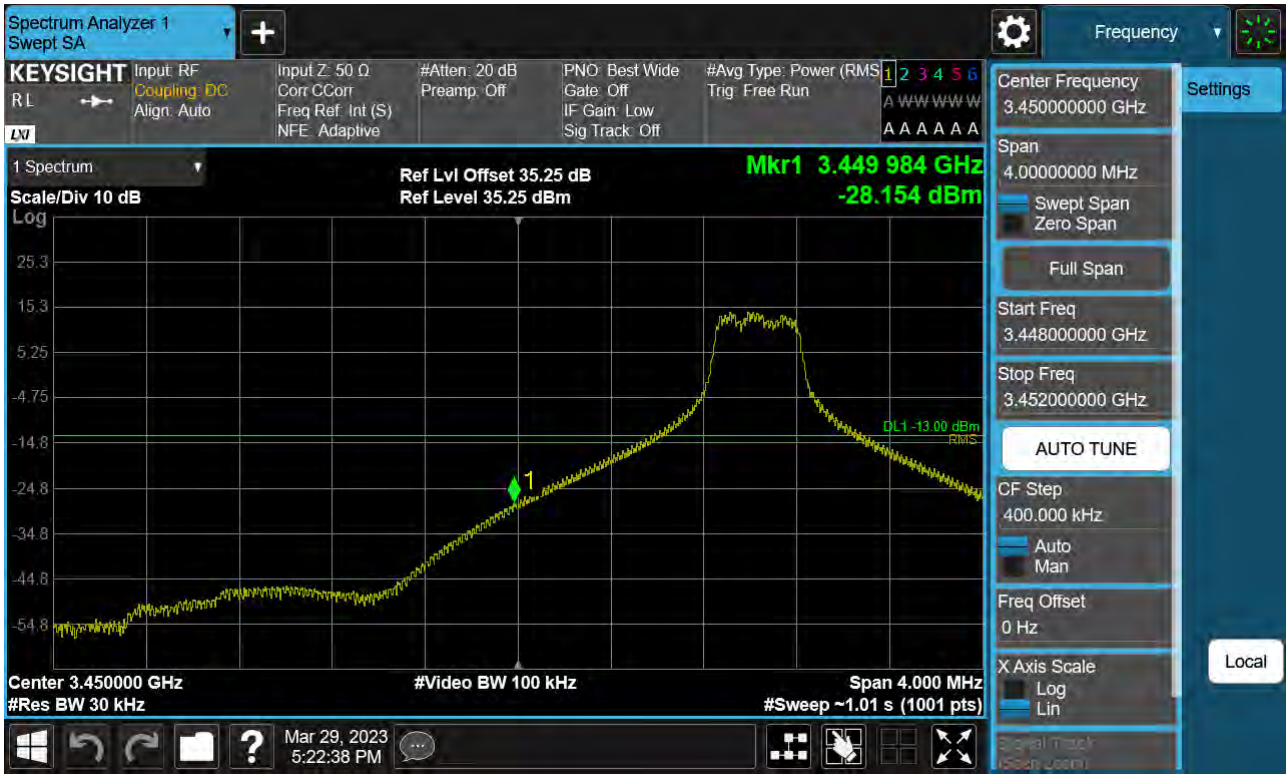 Spectrum Analyzer 1
Swept SA
Frequency
KEYSIGHT
RL
LXI
Input: RF
Coupling: DC
Align: Auto
Input Z: 50 Ω
Corr CCorr
Freq Ref: Int (S)
NFE: Adaptive
#Atten: 20 dB
Preamp: Off
PNO: Best Wide
Gate: Off
IF Gain: Low
Sig Track: Off
#Avg Type: Power (RMS
Trig: Free Run
1 2 3 4 5 6
A W W W W W
A A A A A A
1 Spectrum
Scale/Div 10 dB
Log
Ref Lvl Offset 35.25 dB
Ref Level 35.25 dBm
Mkr1 3.449 984 GHz
-28.154 dBm
25.3
15.3
5.25
-4.75
-14.8
-24.8
-34.8
-44.8
-54.8
1
DL1 -13.00 dBm
RMS
Center 3.450000 GHz
#Res BW 30 kHz
#Video BW 100 kHz
Span 4.000 MHz
#Sweep ~1.01 s (1001 pts)
Center Frequency
3.450000000 GHz
Settings
Span
4.00000000 MHz
Swept Span
Zero Span
Full Span
Start Freq
3.448000000 GHz
Stop Freq
3.452000000 GHz
AUTO TUNE
CF Step
400.000 kHz
Auto
Man
Freq Offset
0 Hz
X Axis Scale
Log
Lin
Local
Signal Track
(Span Zoom)
?
Mar 29, 2023
5:22:38 PM